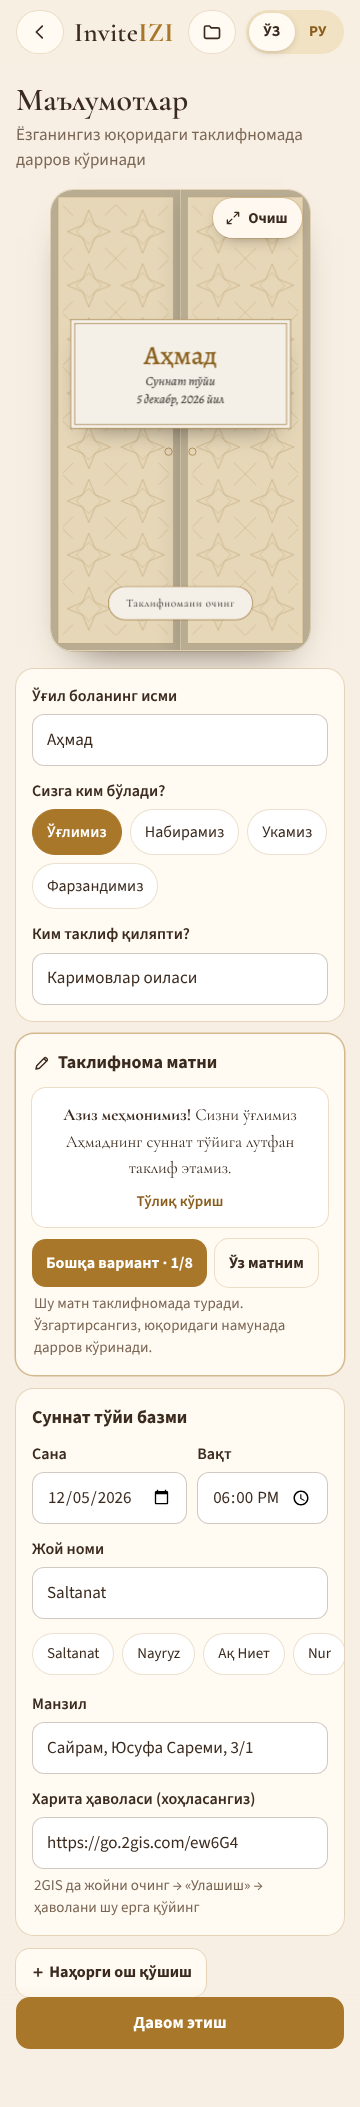 InviteIZI
ЎЗ
РУ
Маълумотлар
Ёзганингиз юқоридаги таклифномада
дарров кўринади
Очиш
Аҳмад
Суннат тўйи
5 декабр, 2026 йил
Таклифномани очинг
Ўғил боланинг исми
Аҳмад
Сизга ким бўлади?
Ўғлимиз
Набирамиз
Укамиз
Фарзандимиз
Ким таклиф қиляпти?
Каримовлар оиласи
Таклифнома матни
Азиз меҳмонимиз! Сизни ўғлимиз
Аҳмаднинг суннат тўйига лутфан
таклиф этамиз.
Тўлиқ кўриш
Бошқа вариант · 1/8
Ўз матним
Шу матн таклифномада туради.
Ўзгартирсангиз, юқоридаги намунада
дарров кўринади.
Суннат тўйи базми
Сана
Вақт
12/05/2026
06:00 PM
Жой номи
Saltanat
Saltanat
Nayryz
Ақ Ниет
Nur
Манзил
Сайрам, Юсуфа Сареми, 3/1
Харита ҳаволаси (хоҳласангиз)
https://go.2gis.com/ew6G4
2GIS да жойни очинг → «Улашиш» →
ҳаволани шу ерга қўйинг
+ Наҳорги ош қўшиш
Давом этиш